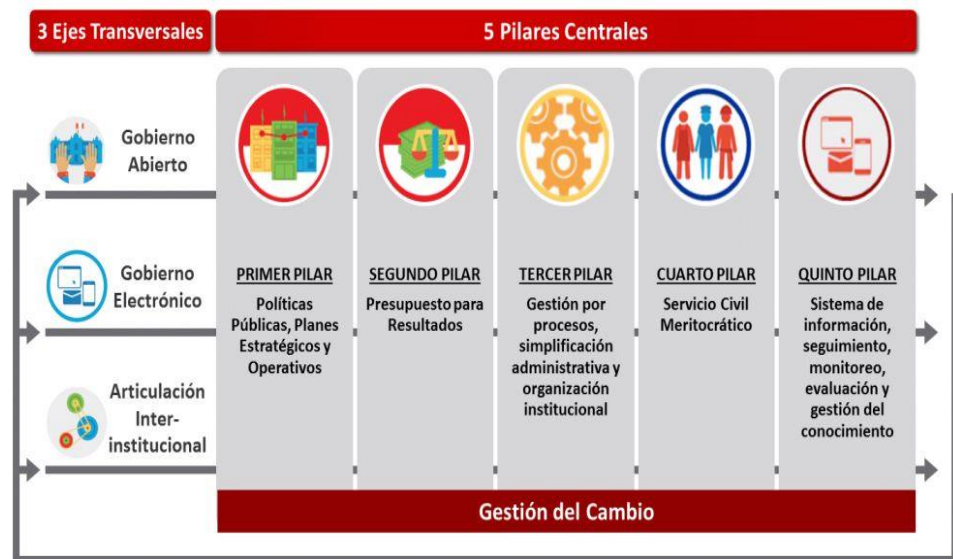 3 Ejes Transversales
5 Pilares Centrales
Gobierno
Abierto
Gobierno
Electrónico
Articulación
Inter-
institucional
PRIMER PILAR
Políticas
Públicas, Planes
Estratégicos y
Operativos
SEGUNDO PILAR
Presupuesto para
Resultados
TERCER PILAR
Gestión por
procesos,
simplificación
administrativa y
organización
institucional
CUARTO PILAR
Servicio Civil
Meritocrático
QUINTO PILAR
Sistema de
información,
seguimiento,
monitoreo,
evaluación y
gestión del
conocimiento
Gestión del Cambio